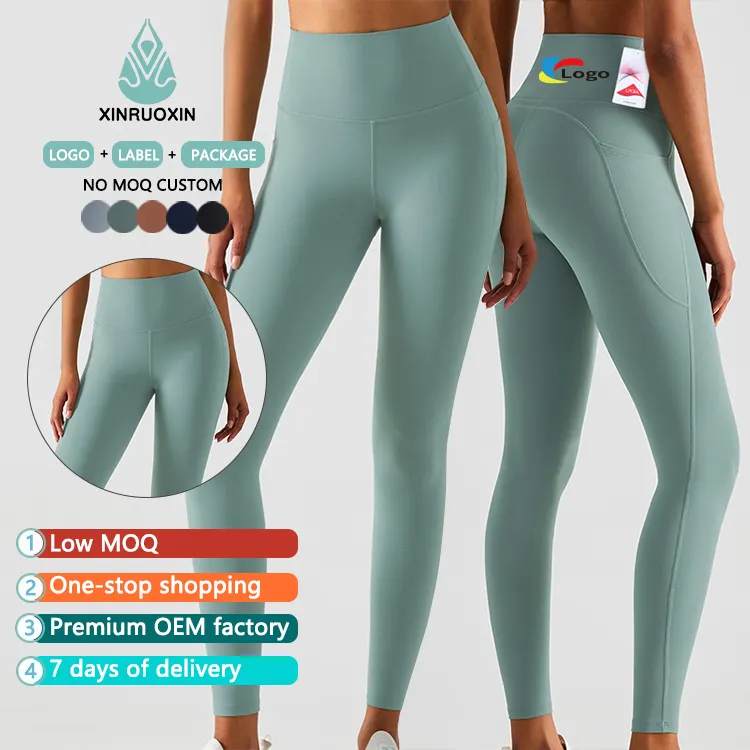 XINRUOXIN
LOGO + LABEL + PACKAGE
NO MOQ CUSTOM
Logo
1 Low MOQ
2 One-stop shopping
3 Premium OEM factory
4 7 days of delivery